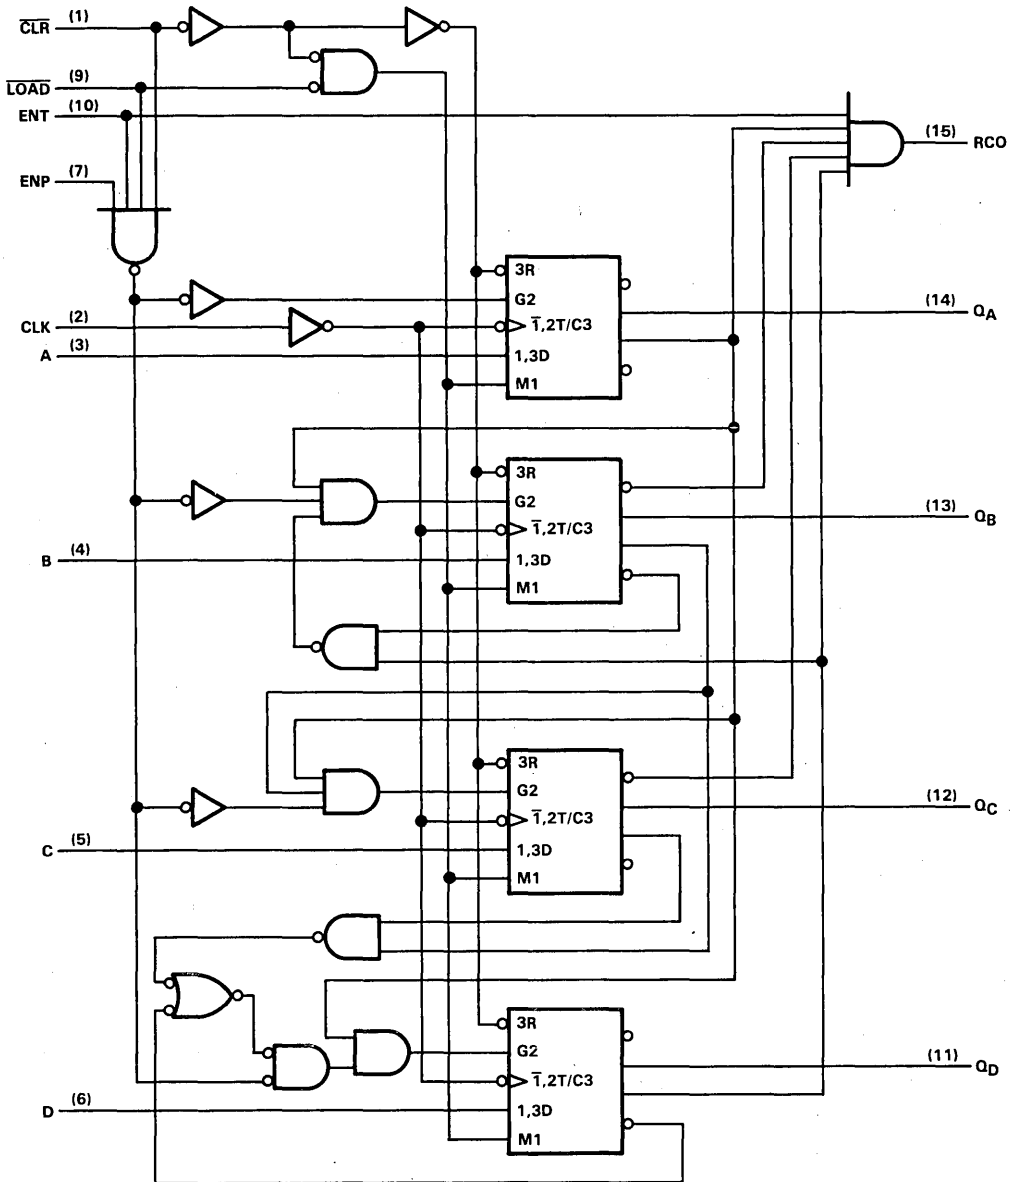 CLR (1)
LOAD (9)
ENT (10)
(15) RCO
ENP (7)
3R
G2
CLK (2)
1,2T/C3
(14) QA
A (3)
1,3D
M1
3R
G2
1,2T/C3
(13) QB
B (4)
1,3D
M1
3R
G2
1,2T/C3
(12) QC
C (5)
1,3D
M1
3R
G2
1,2T/C3
(11) QD
D (6)
1,3D
M1